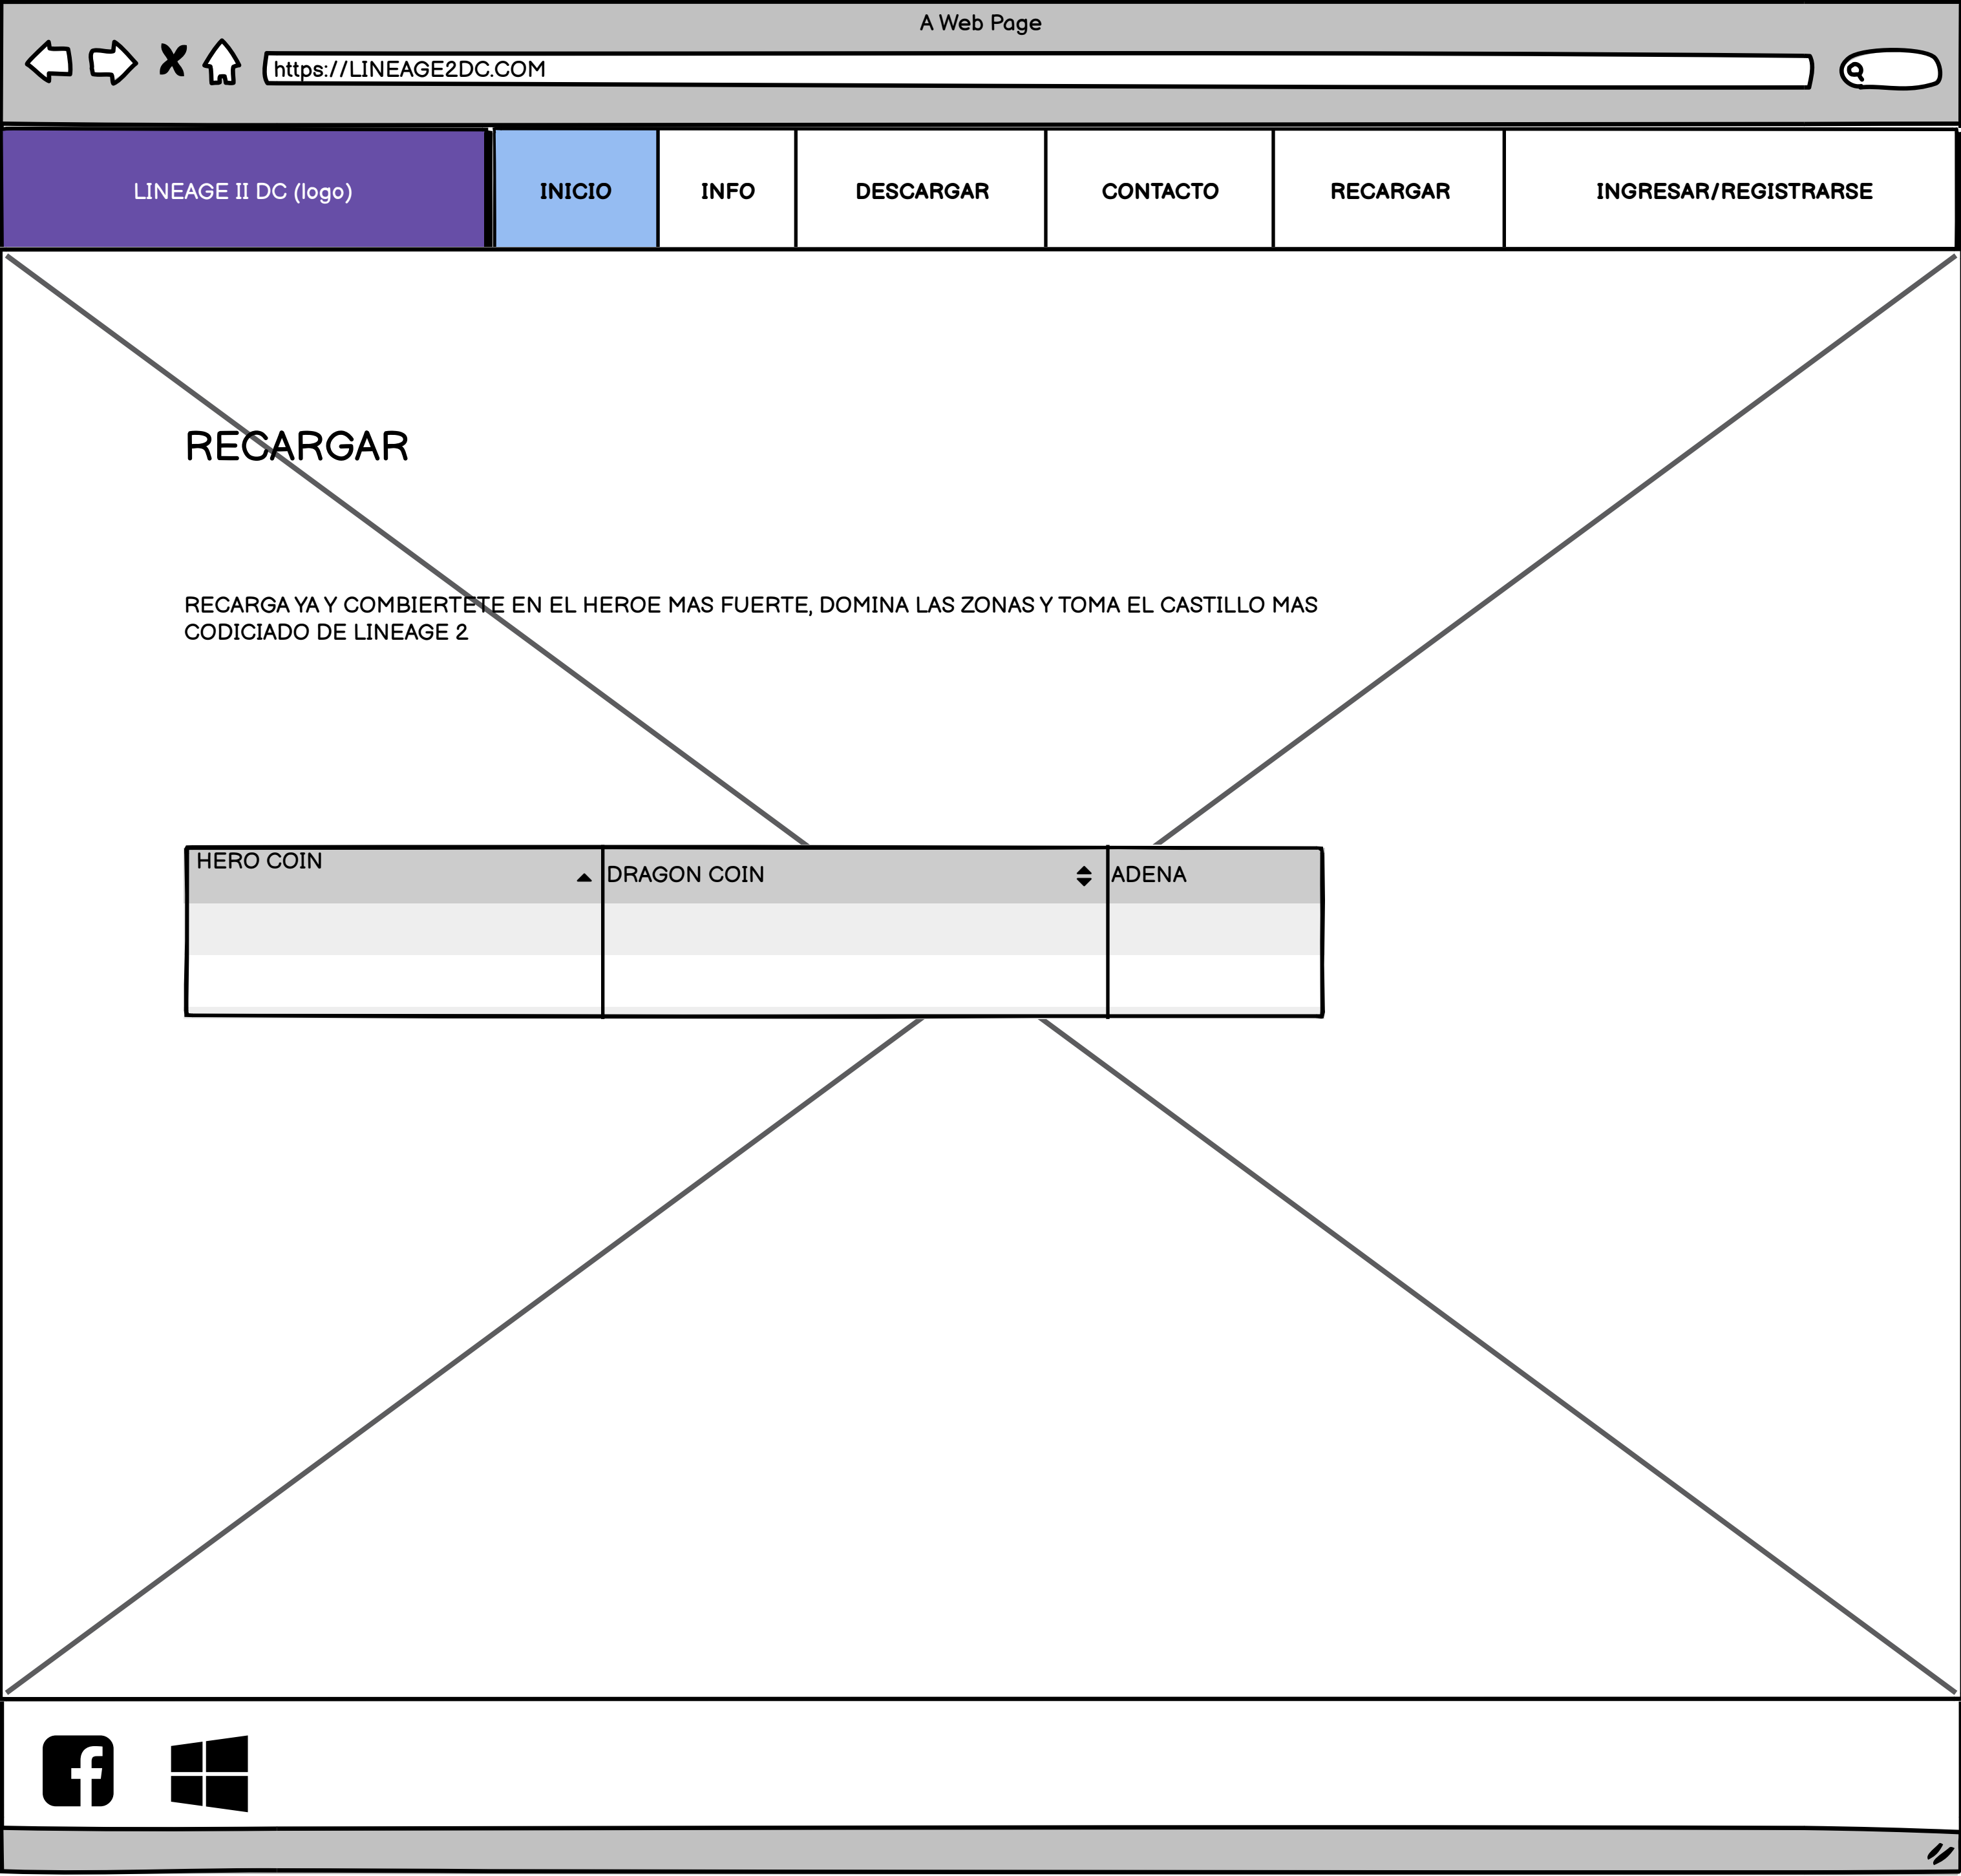 A Web Page
https://LINEAGE2DC.COM
LINEAGE II DC (logo)
INICIO
INFO
DESCARGAR
CONTACTO
RECARGAR
INGRESAR/REGISTRARSE
RECARGAR
RECARGA YA Y COMBIERTETE EN EL HEROE MAS FUERTE, DOMINA LAS ZONAS Y TOMA EL CASTILLO MAS
CODICIADO DE LINEAGE 2
HERO COIN
DRAGON COIN
ADENA